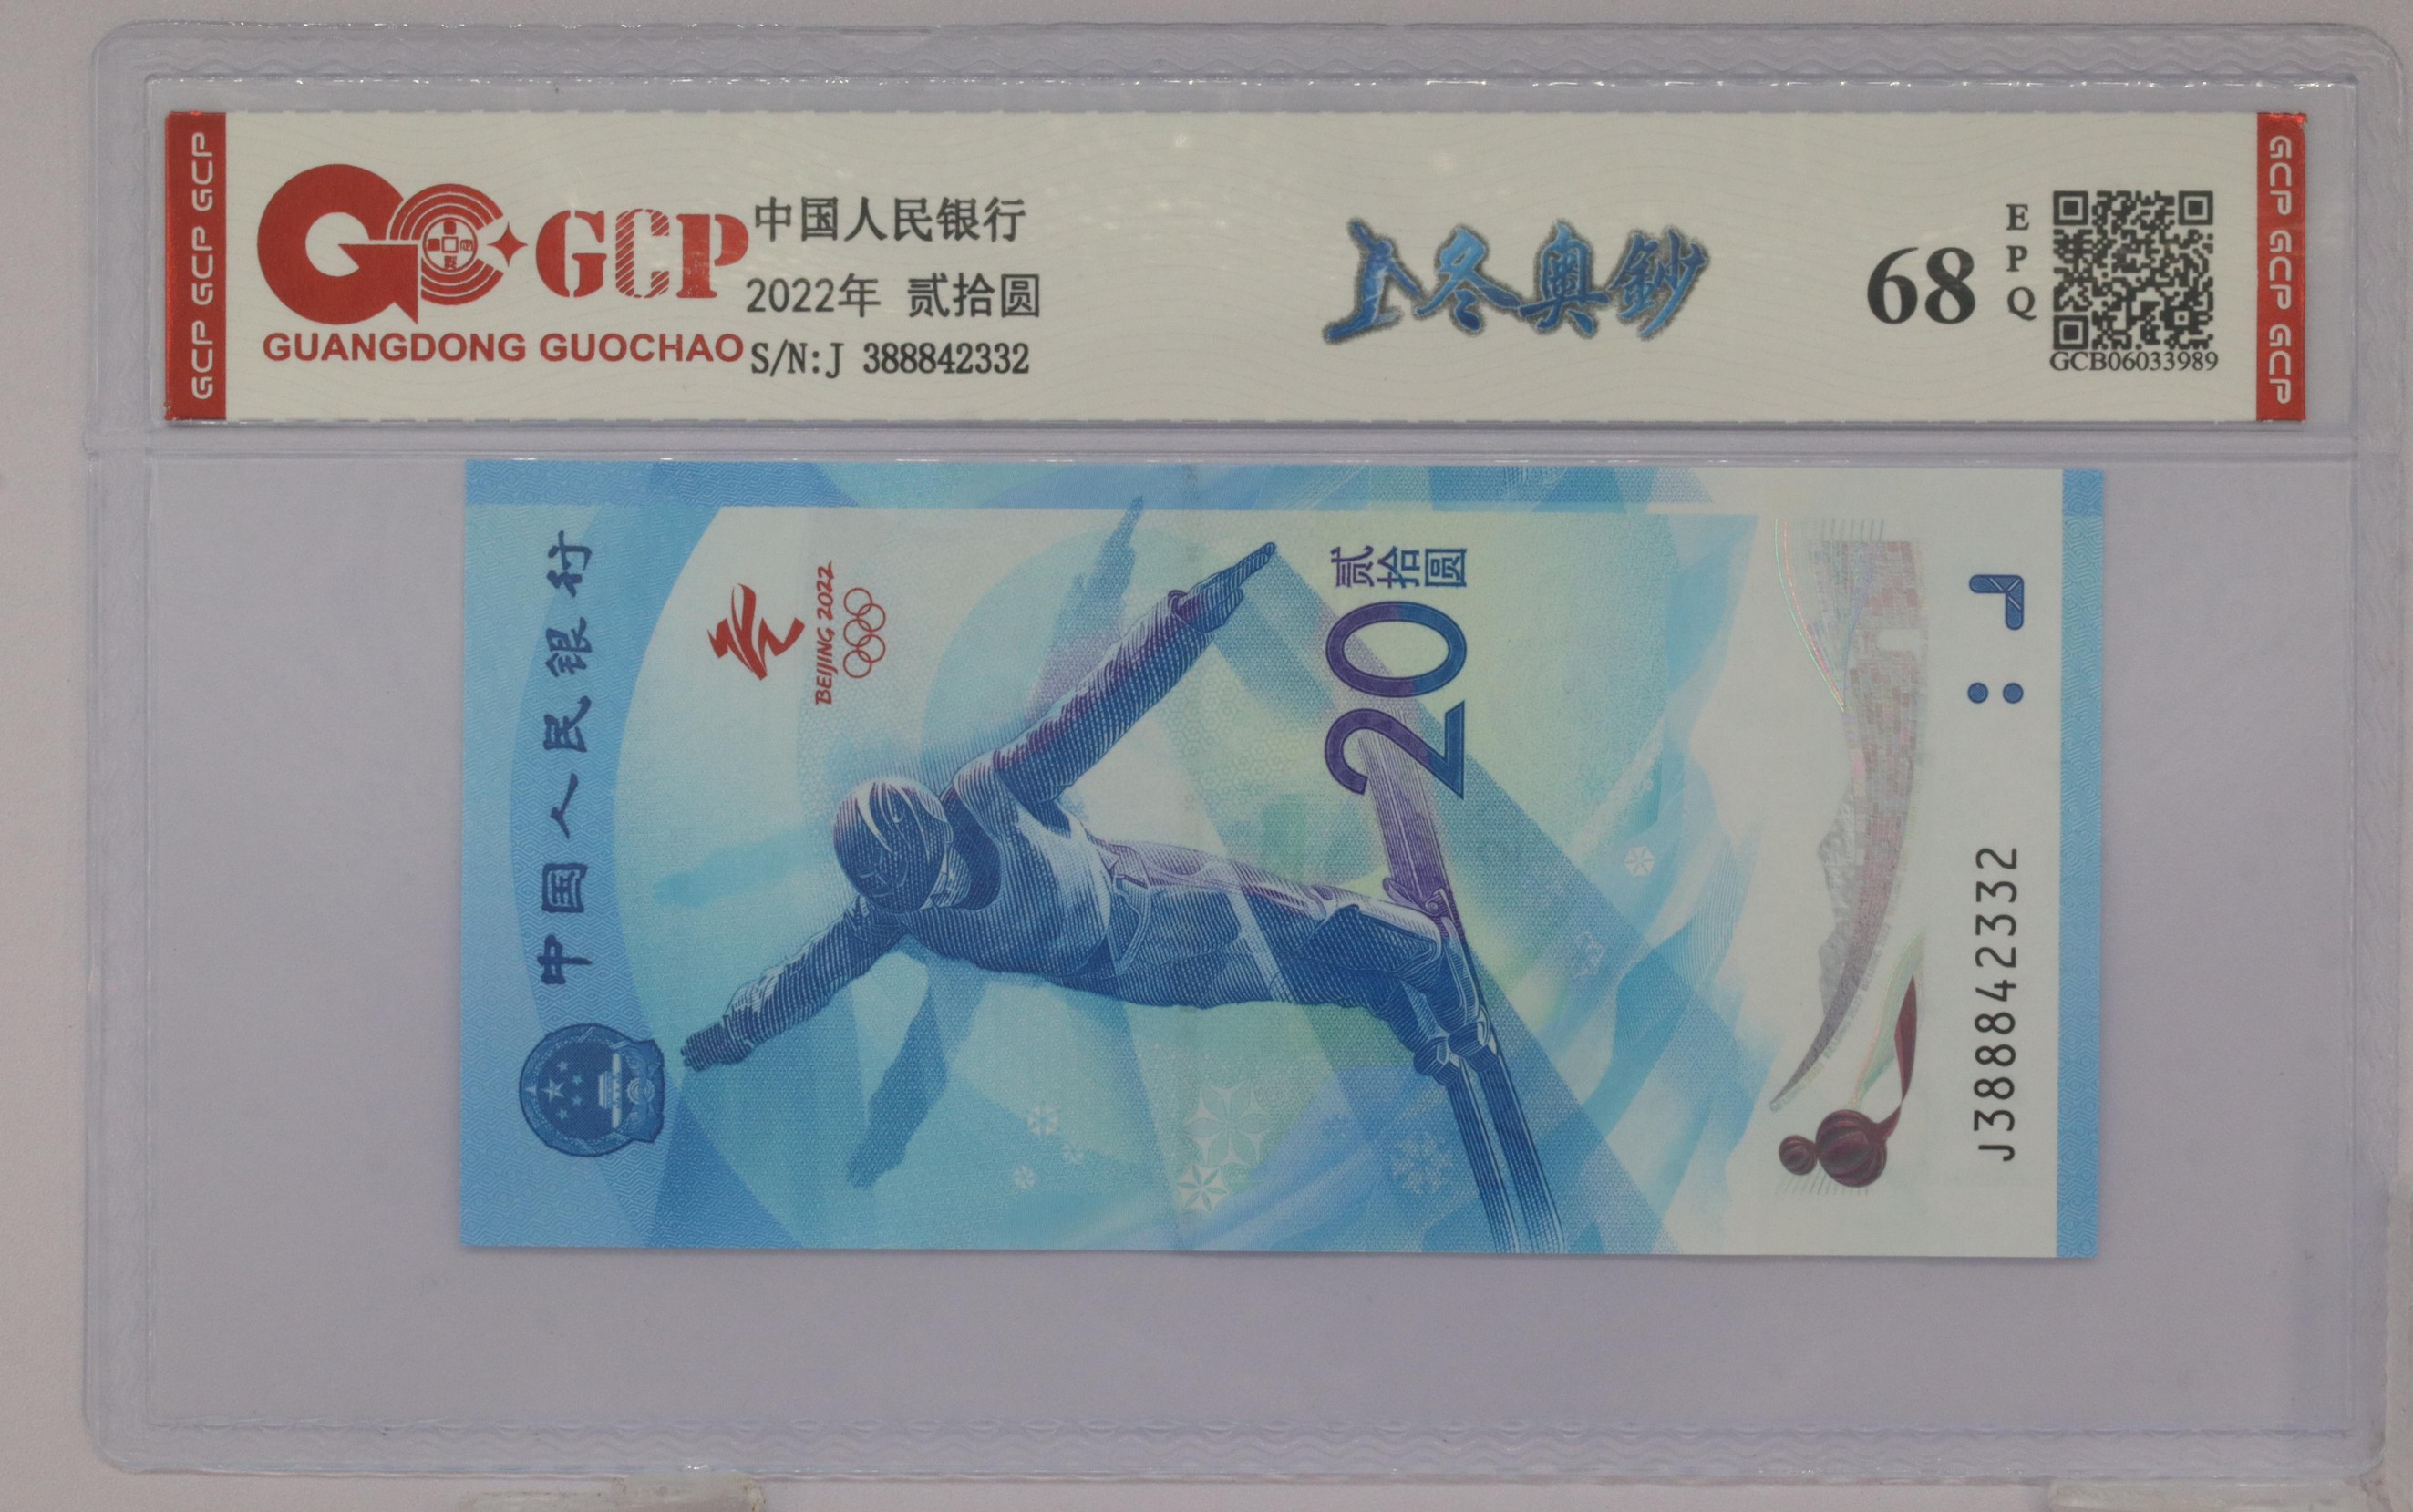 GCP GCP GCP
GCP
GUANGDONG GUOCHAO
中国人民银行
2022年 贰拾圆
S/N:J 388842332
冬奥鈔
68
EPQ
GCB06033989
GCP GCP GCP
中国人民银行
BEIJING 2022
贰拾圆
20
J388842332